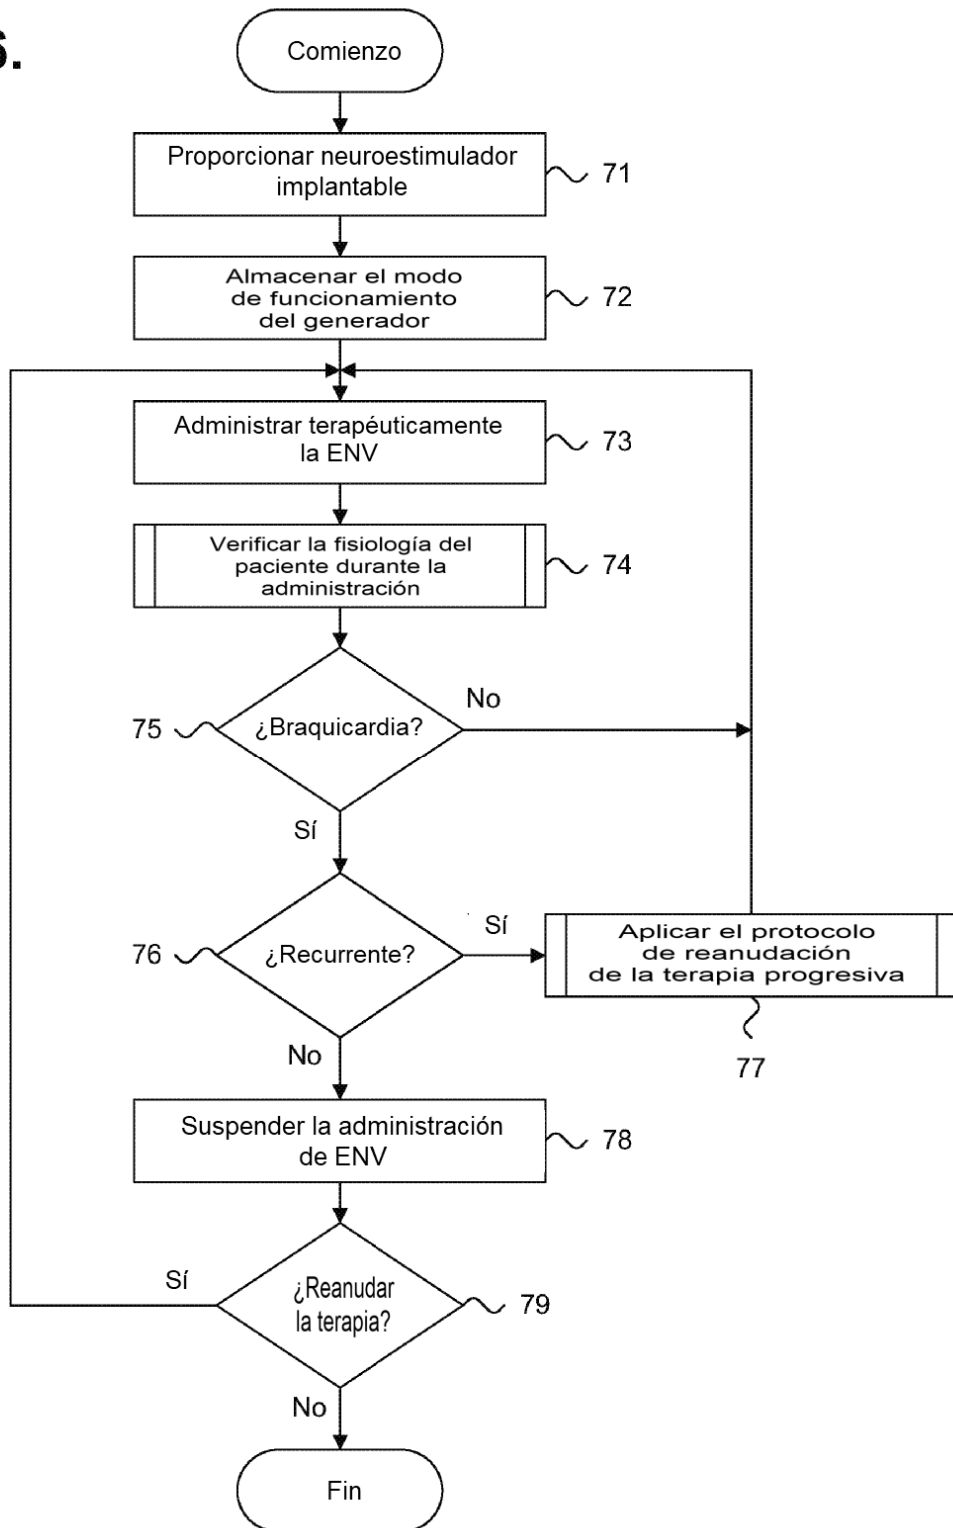 6.
Comienzo
Proporcionar neuroestimulador
implantable
71
Almacenar el modo
de funcionamiento
del generador
72
Administrar terapéuticamente
la ENV
73
Verificar la fisiología del
paciente durante la
administración
74
¿Braquicardia?
75
No
Sí
¿Recurrente?
76
Sí
Aplicar el protocolo
de reanudación
de la terapia progresiva
77
No
Suspender la administración
de ENV
78
Sí
¿Reanudar
la terapia?
79
No
Fin